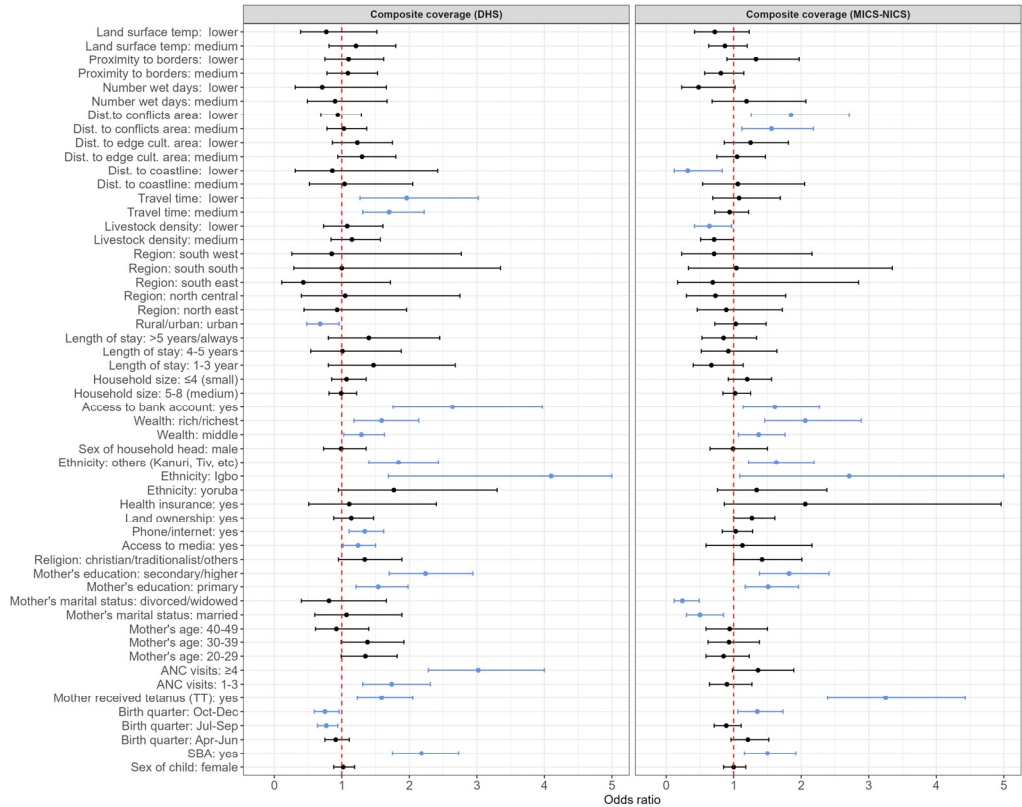 Composite coverage (DHS)
Composite coverage (MICS-NICS)
Land surface temp:  lower
Land surface temp: medium
Proximity to borders:  lower
Proximity to borders: medium
Number wet days:  lower
Number wet days: medium
Dist.to conflicts area:  lower
Dist. to conflicts area: medium
Dist. to edge cult. area: lower
Dist. to edge cult. area: medium
Dist. to coastline:  lower
Dist. to coastline: medium
Travel time:  lower
Travel time: medium
Livestock density:  lower
Livestock density: medium
Region: south west
Region: south south
Region: south east
Region: north central
Region: north east
Rural/urban: urban
Length of stay: >5 years/always
Length of stay: 4-5 years
Length of stay: 1-3 year
Household size: ≤4 (small)
Household size: 5-8 (medium)
Access to bank account: yes
Wealth: rich/richest
Wealth: middle
Sex of household head: male
Ethnicity: others (Kanuri, Tiv, etc)
Ethnicity: Igbo
Ethnicity: yoruba
Health insurance: yes
Land ownership: yes
Phone/internet: yes
Access to media: yes
Religion: christian/traditionalist/others
Mother's education: secondary/higher
Mother's education: primary
Mother's marital status: divorced/widowed
Mother's marital status: married
Mother's age: 40-49
Mother's age: 30-39
Mother's age: 20-29
ANC visits: ≥4
ANC visits: 1-3
Mother received tetanus (TT): yes
Birth quarter: Oct-Dec
Birth quarter: Jul-Sep
Birth quarter: Apr-Jun
SBA: yes
Sex of child: female
0 1 2 3 4 5
0 1 2 3 4 5
Odds ratio